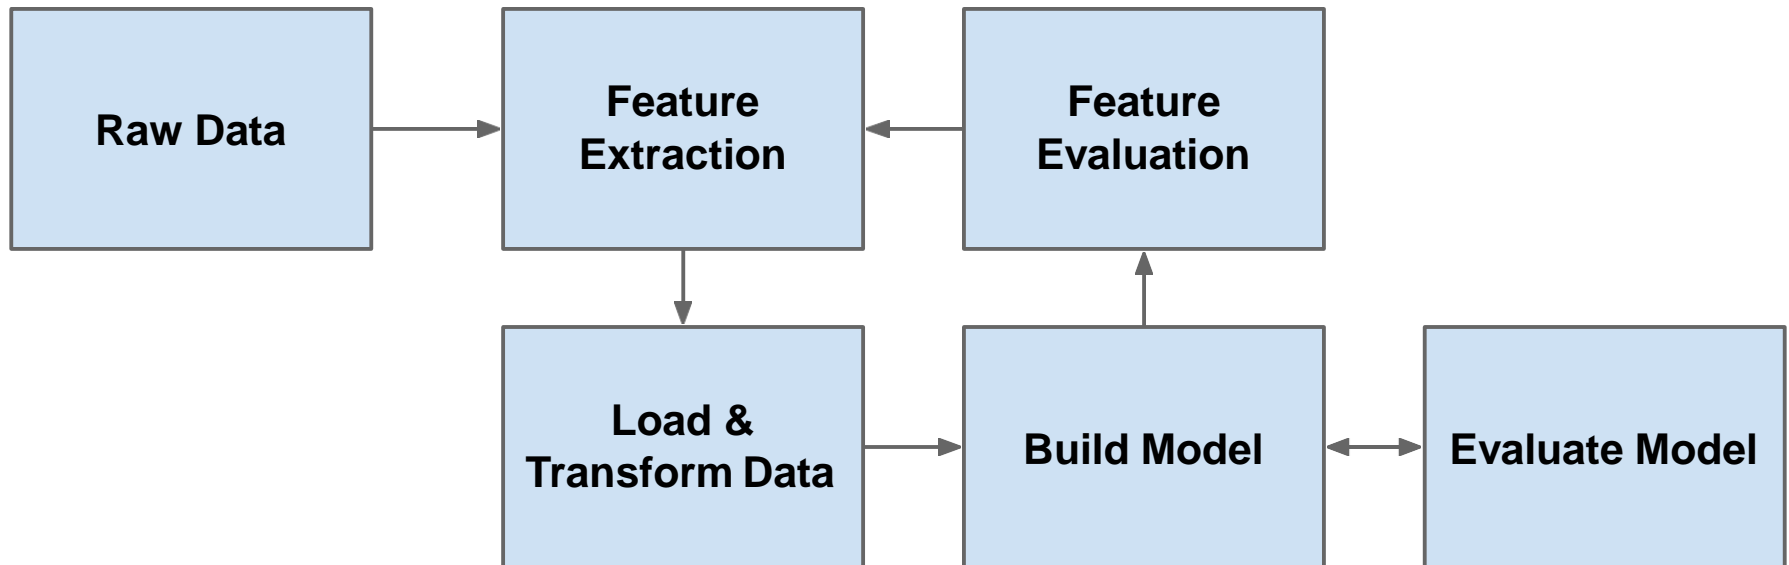 Raw Data
Feature
Extraction
Feature
Evaluation
Load &
Transform Data
Build Model
Evaluate Model